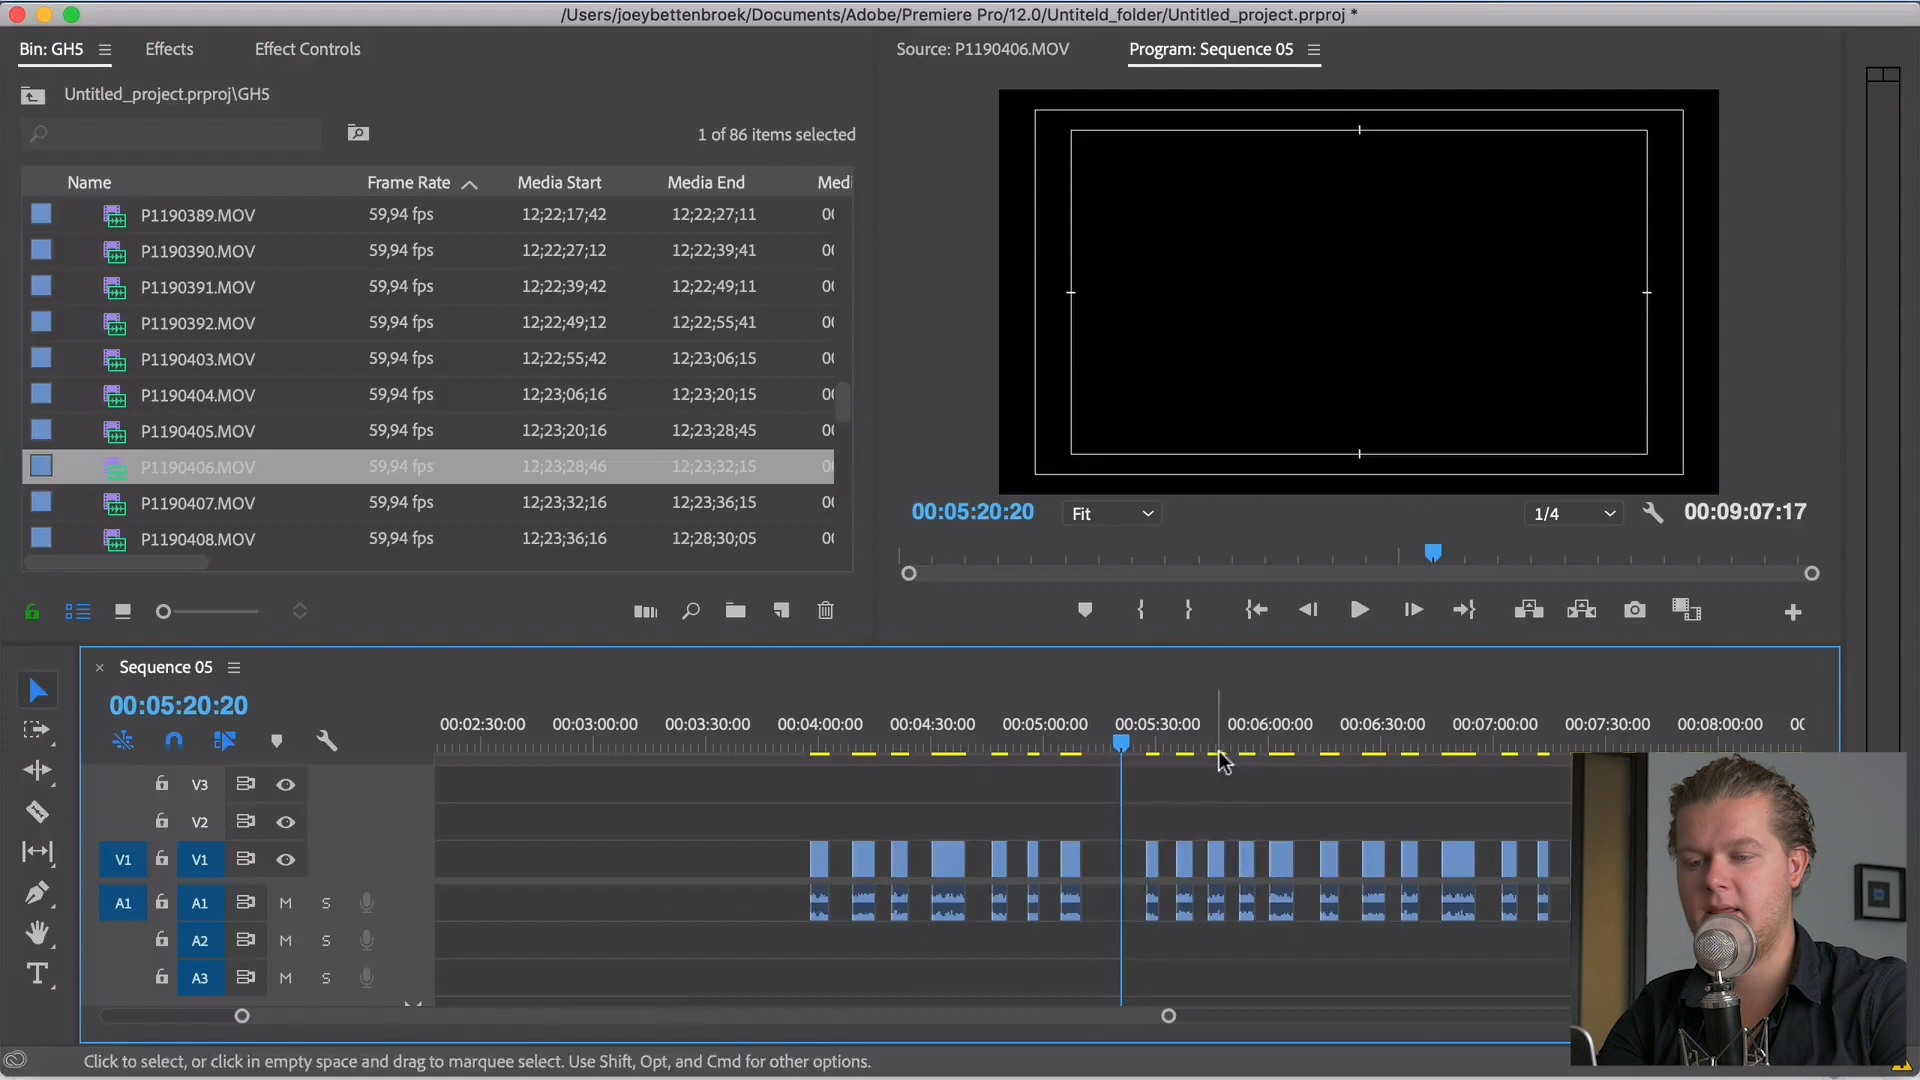 /Users/joeybettenbroek/Documents/Adobe/Premiere Pro/12.0/Untiteld_folder/Untitled_project.prproj *
Bin: GH5 Effects Effect Controls
Source: P1190406.MOV Program: Sequence 05
Untitled_project.prproj\GH5
1 of 86 items selected
Name Frame Rate Media Start Media End Medi
P1190389.MOV 59,94 fps 12;22;17;42 12;22;27;11 00
P1190390.MOV 59,94 fps 12;22;27;12 12;22;39;41 00
P1190391.MOV 59,94 fps 12;22;39;42 12;22;49;11 00
P1190392.MOV 59,94 fps 12;22;49;12 12;22;55;41 00
P1190403.MOV 59,94 fps 12;22;55;42 12;23;06;15 00
P1190404.MOV 59,94 fps 12;23;06;16 12;23;20;15 00
P1190405.MOV 59,94 fps 12;23;20;16 12;23;28;45 00
P1190406.MOV 59,94 fps 12;23;28;46 12;23;32;15 00
P1190407.MOV 59,94 fps 12;23;32;16 12;23;36;15 00
P1190408.MOV 59,94 fps 12;23;36;16 12;28;30;05 00
00:05:20:20 Fit 1/4 00:09:07:17
Sequence 05
00:05:20:20
00:02:30:00 00:03:00:00 00:03:30:00 00:04:00:00 00:04:30:00 00:05:00:00 00:05:30:00 00:06:00:00 00:06:30:00 00:07:00:00 00:07:30:00 00:08:00:00 00
V3
V2
V1 V1
A1 A1 M S
A2 M S
A3 M S
Click to select, or click in empty space and drag to marquee select. Use Shift, Opt, and Cmd for other options.